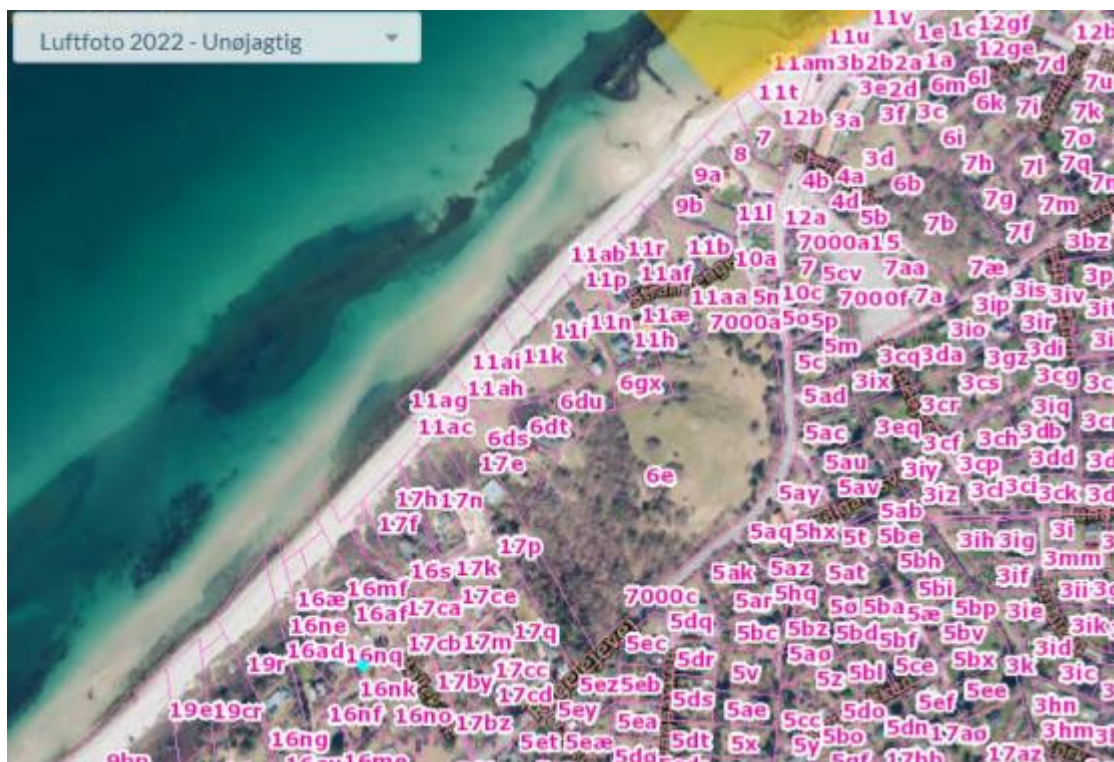 Luftfoto 2022 - Unøjagtig
11v 1e 1c 12gf 12b
11u 12ge
11am 3b 2b 2a 1a 7d
11t 3e 2d 6m 6l 7u
12b 3a 3f 3c 6k 7i 7k
7 6i 7ø
8 3d 7h 7l 7q
9a 4b 4a 6b
9b 4d 7g 7m
11l 12a 5b 7b 7f
11ab 11r 11b 7000a15 3bz
11p 11af 10a 7 5cv 7aa 7æ 3p
11aa 5n 10c 7000f 7a 3ip 3is 3iv
11i 11n 11æ 7000a 5o 5p 3io 3ir
11h 5m
11ai 11k 5c 3cq 3da 3gz 3di
11ah 6gx 3ix 3cs 3cg
11ag 6du 5ad 3cr 3iq
11ac 6dt 5ac 3eq 3cf 3ch 3db
6ds
17e 6e 5au 3iy 3cp 3dd
17h 17n 5ay 5av 3iz 3cl 3ci 3ck
17f 5ab
17p 5aq 5hx 5t 5be 3ih 3ig 3i
16s 17k 5ak 5az 5at 5bh 3if 3mm
16æ 16mf 17ce 7000c 5ar 5hq 5bi 3ii
16af 17ca 5ø 5ba 5æ 5bp 3ie
16ne 17q 5dq 5bc 5bz 5bd 5bf 5bv 3ik
16ad 16nq 17cb 17m 5ec 5aø 3id
19r 17cc 5dr 5v 5z 5bl 5ce 5bx 3k 3ic
16nk 17by 17cd 5ez 5eb 5ds 5ee
19e 19cr 16nf 16no 17bz 5ey 5ea 5ae 5cc 5do 5ef 3hn
16ng 5et 5eæ 5dt 5x 5y 5bo 5dn 17aø 3hm
17az